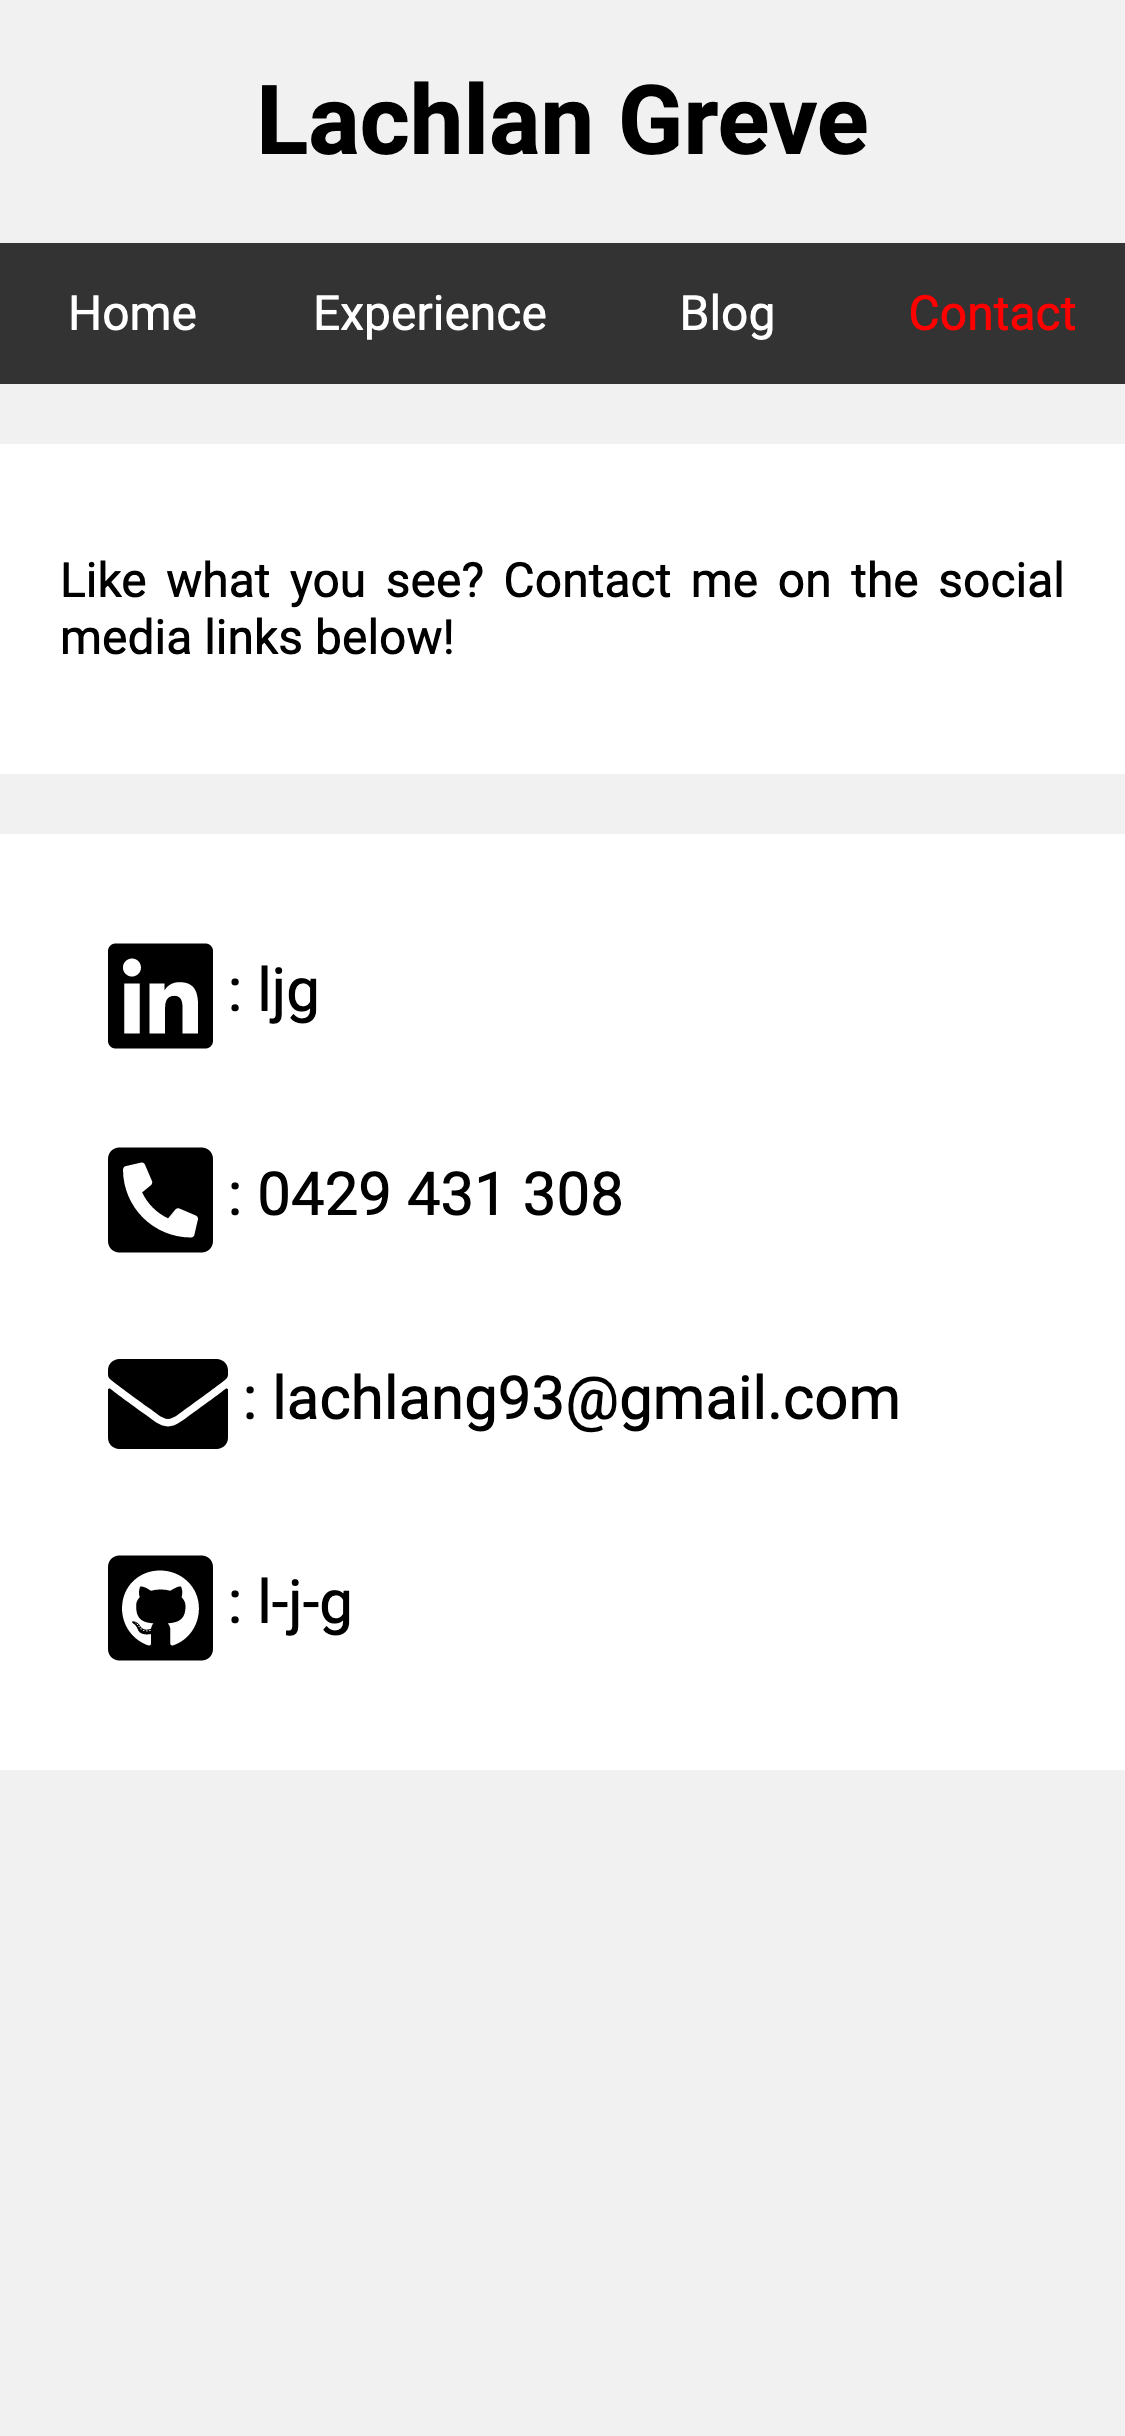 Lachlan Greve
Home Experience Blog Contact
Like what you see? Contact me on the social
media links below!
in : ljg
: 0429 431 308
: lachlang93@gmail.com
: l-j-g